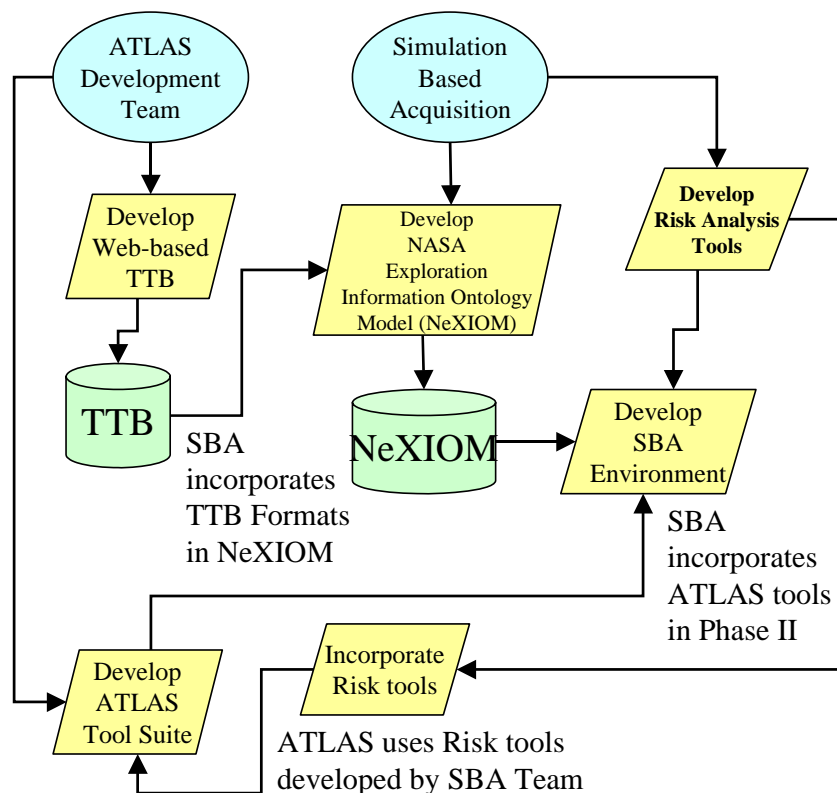 ATLAS
Development
Team
Simulation
Based
Acquisition
Develop
Web-based
TTB
Develop
NASA
Exploration
Information Ontology
Model (NeXIOM)
Develop
Risk Analysis
Tools
TTB
SBA
incorporates
TTB Formats
in NeXIOM
NeXIOM
Develop
SBA
Environment
SBA
incorporates
ATLAS tools
in Phase II
Develop
ATLAS
Tool Suite
Incorporate
Risk tools
ATLAS uses Risk tools
developed by SBA Team